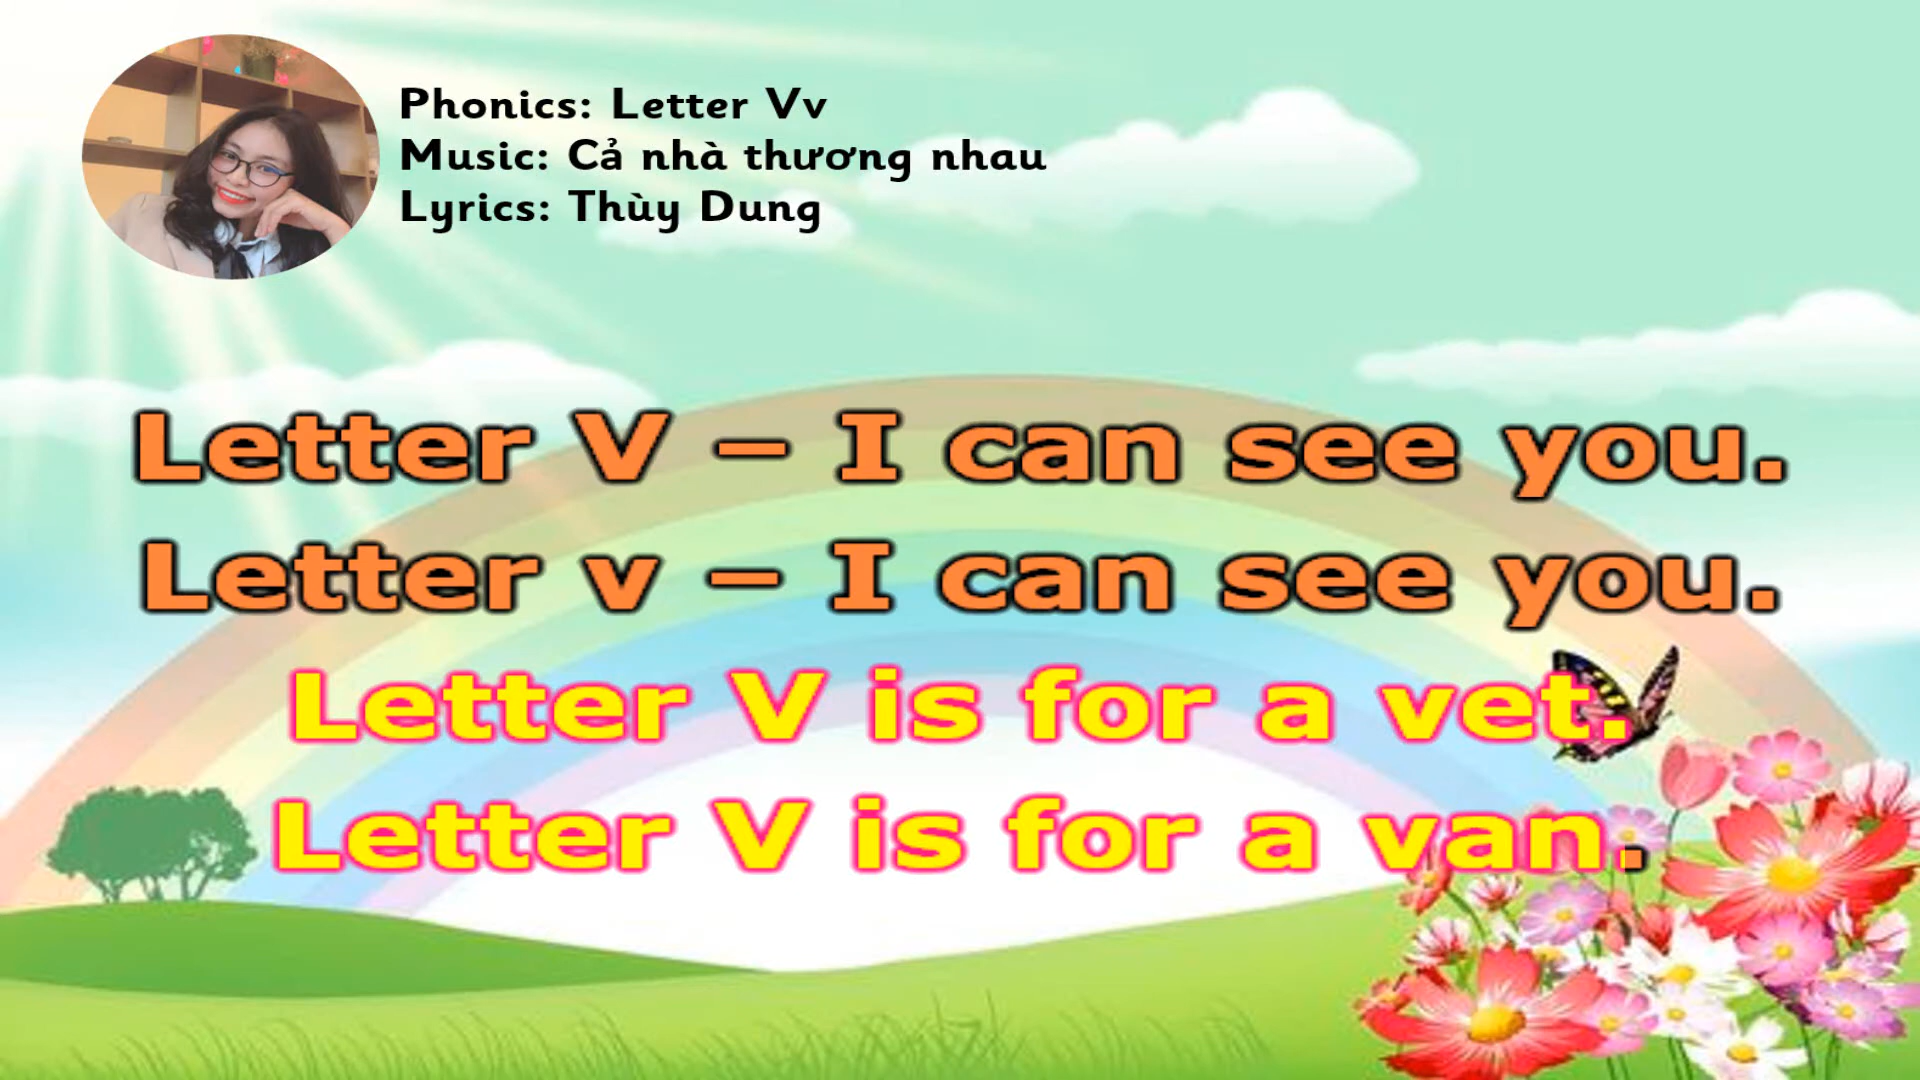 Phonics: Letter Vv
Music: Cả nhà thương nhau
Lyrics: Thùy Dung
Letter V – I can see you.
Letter v – I can see you.
Letter V is for a vet.
Letter V is for a van.